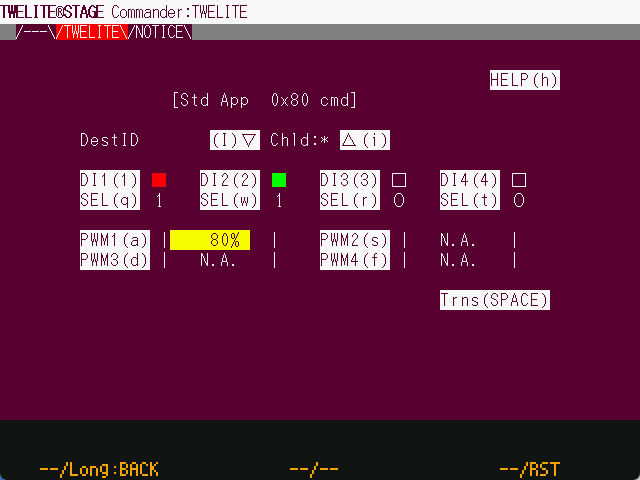 TWELITE®STAGE Commander:TWELITE
/---\/TWELITE\/NOTICE\
HELP(h)
[Std App  0x80 cmd]
DestID (I)▽ Chld:* △(i)
DI1(1) ■ DI2(2) ■ DI3(3) □ DI4(4) □
SEL(q) 1 SEL(w) 1 SEL(r) 0 SEL(t) 0
PWM1(a) | 80% | PWM2(s) | N.A. |
PWM3(d) | N.A. | PWM4(f) | N.A. |
Trns(SPACE)
--/Long:BACK --/-- --/RST